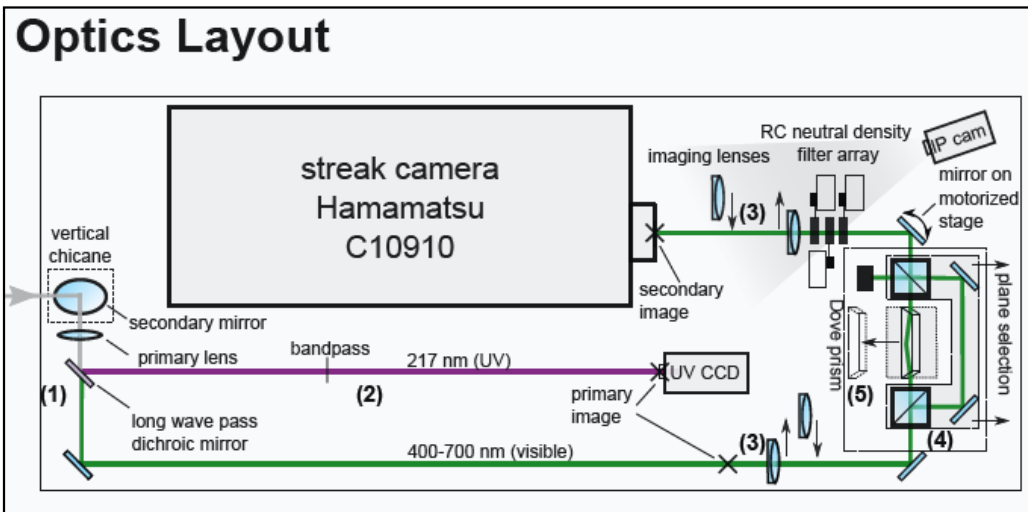 Optics Layout
streak camera
Hamamatsu
C10910
imaging lenses
RC neutral density
filter array
IP cam
mirror on
motorized
stage
(3)
vertical
chicane
secondary mirror
primary lens
secondary
image
plane selection
Dove prism
bandpass
217 nm (UV)
UV CCD
(1)
(2)
primary
image
(5)
long wave pass
dichroic mirror
400-700 nm (visible)
(3)
(4)